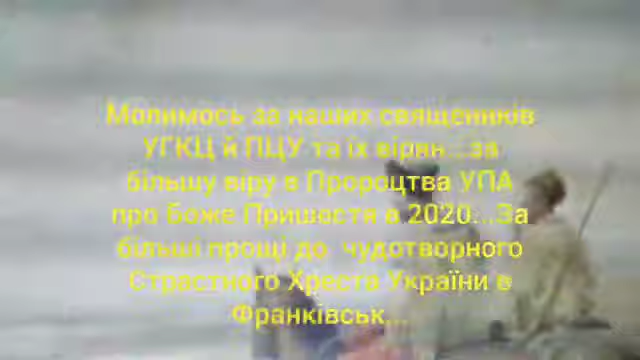 Молимось за наших священників
УГКЦ й ПЦУ та їх вірян...за
більшу віру в Пророцтва УПА
про Боже Пришестя в 2020...За
більші прощі до чудотворного
Страстного Хреста України в
Франківськ...